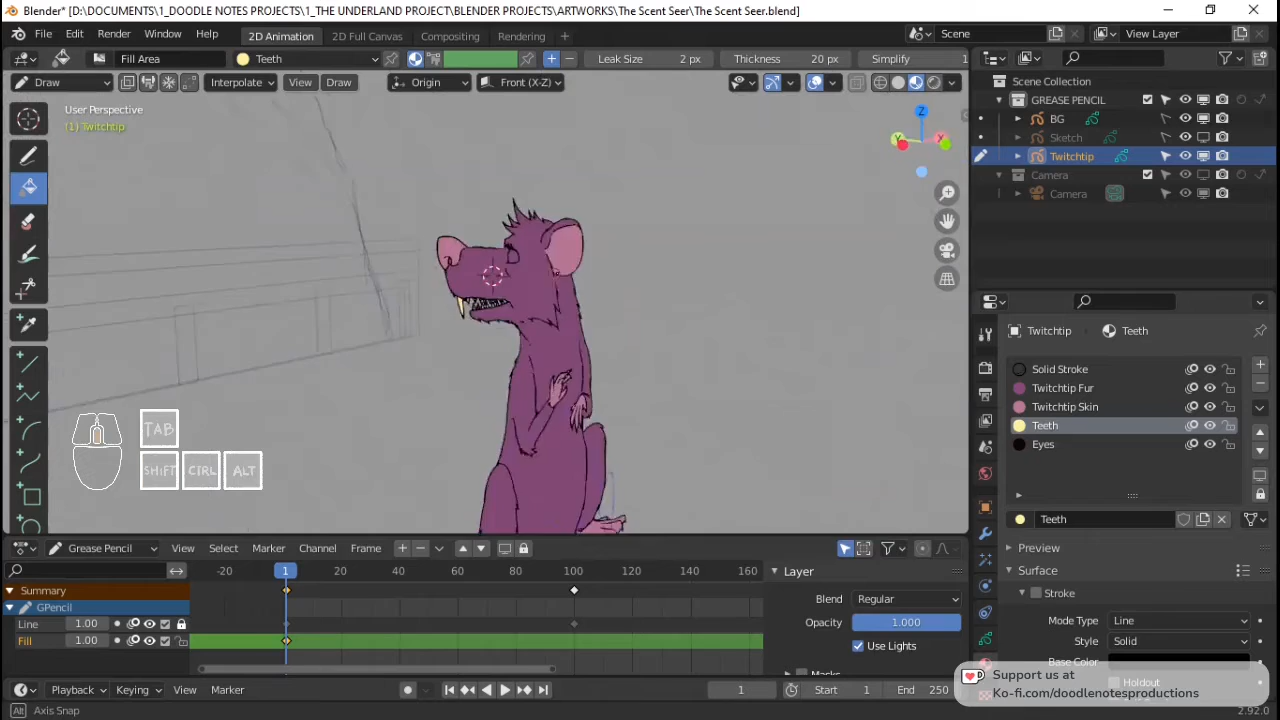 Blender* [D:\DOCUMENTS\1_DOODLE NOTES PROJECTS\1_THE UNDERLAND PROJECT\BLENDER PROJECTS\ARTWORKS\The Scent Seer\The Scent Seer.blend]
File Edit Render Window Help 2D Animation 2D Full Canvas Compositing Rendering + Scene View Layer
Fill Area Teeth Leak Size 2 px Thickness 20 px Simplify 1
Draw Interpolate View Draw Origin Front (X-Z)
User Perspective
(1) Twitchtip
Z
Y
X
Scene Collection
GREASE PENCIL
BG
Sketch
Twitchtip
Camera
Camera
Twitchtip Teeth
Solid Stroke
Twitchtip Fur
Twitchtip Skin
Teeth
Eyes
Teeth
Preview
Surface
Stroke
Mode Type Line
Style Solid
Base Color
Holdout
TAB
SHIFT CTRL ALT
Grease Pencil View Select Marker Channel Frame
-20 1 20 40 60 80 100 120 140 160
Summary
GPencil
Line 1.00
Fill 1.00
Layer
Blend Regular
Opacity 1.000
Use Lights
Masks
Playback Keying View Marker 1 Start 1 End 250
Alt Axis Snap
Support us at
Ko-fi.com/doodlenotesproductions
2.92.0